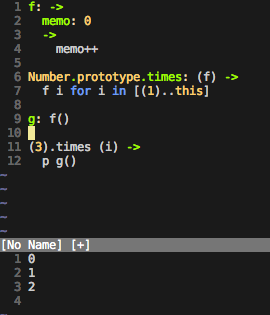 1 f: ->
2   memo: 0
3   ->
4     memo++
5
6 Number.prototype.times: (f) ->
7   f i for i in [(1)..this]
8
9 g: f()
10
11 (3).times (i) ->
12   p g()
~
~
~
~
~
[No Name] [+]
1 0
2 1
3 2
4
~